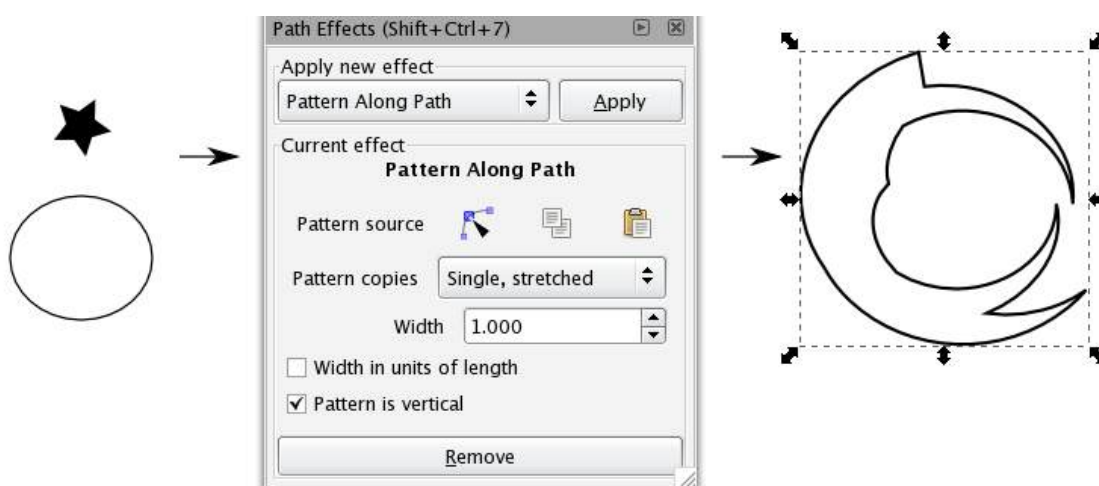 Path Effects (Shift+Ctrl+7)
Apply new effect
Pattern Along Path
Apply
Current effect
Pattern Along Path
Pattern source
Pattern copies
Single, stretched
Width
1.000
Width in units of length
Pattern is vertical
Remove